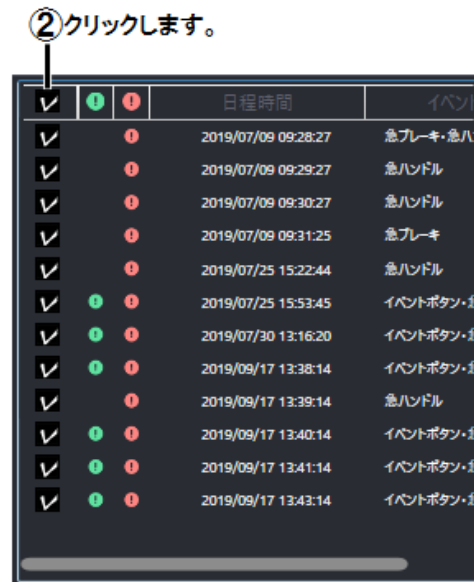 ②クリックします。
日程時間 イベン
2019/07/09 09:28:27 急ブレーキ・急ハ
2019/07/09 09:29:27 急ハンドル
2019/07/09 09:30:27 急ハンドル
2019/07/09 09:31:25 急ブレーキ
2019/07/25 15:22:44 急ハンドル
2019/07/25 15:53:45 イベントボタン・
2019/07/30 13:16:20 イベントボタン・
2019/09/17 13:38:14 イベントボタン・
2019/09/17 13:39:14 急ハンドル
2019/09/17 13:40:14 イベントボタン・
2019/09/17 13:41:14 イベントボタン・
2019/09/17 13:43:14 イベントボタン・